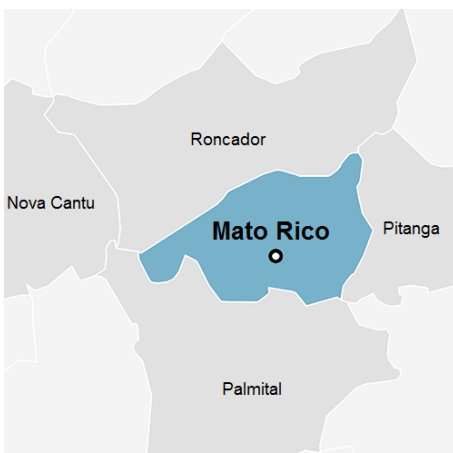 Roncador
Nova Cantu
Mato Rico
Pitanga
Palmital